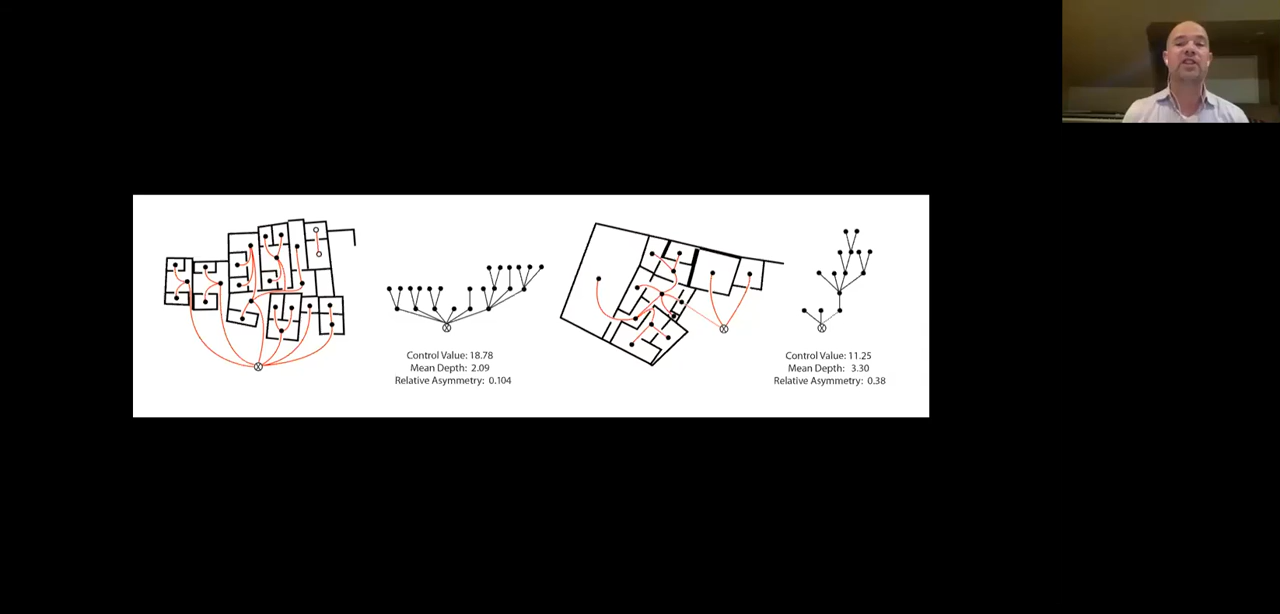 Control Value: 18.78
Mean Depth: 2.09
Relative Asymmetry: 0.104
Control Value: 11.25
Mean Depth: 3.30
Relative Asymmetry: 0.38